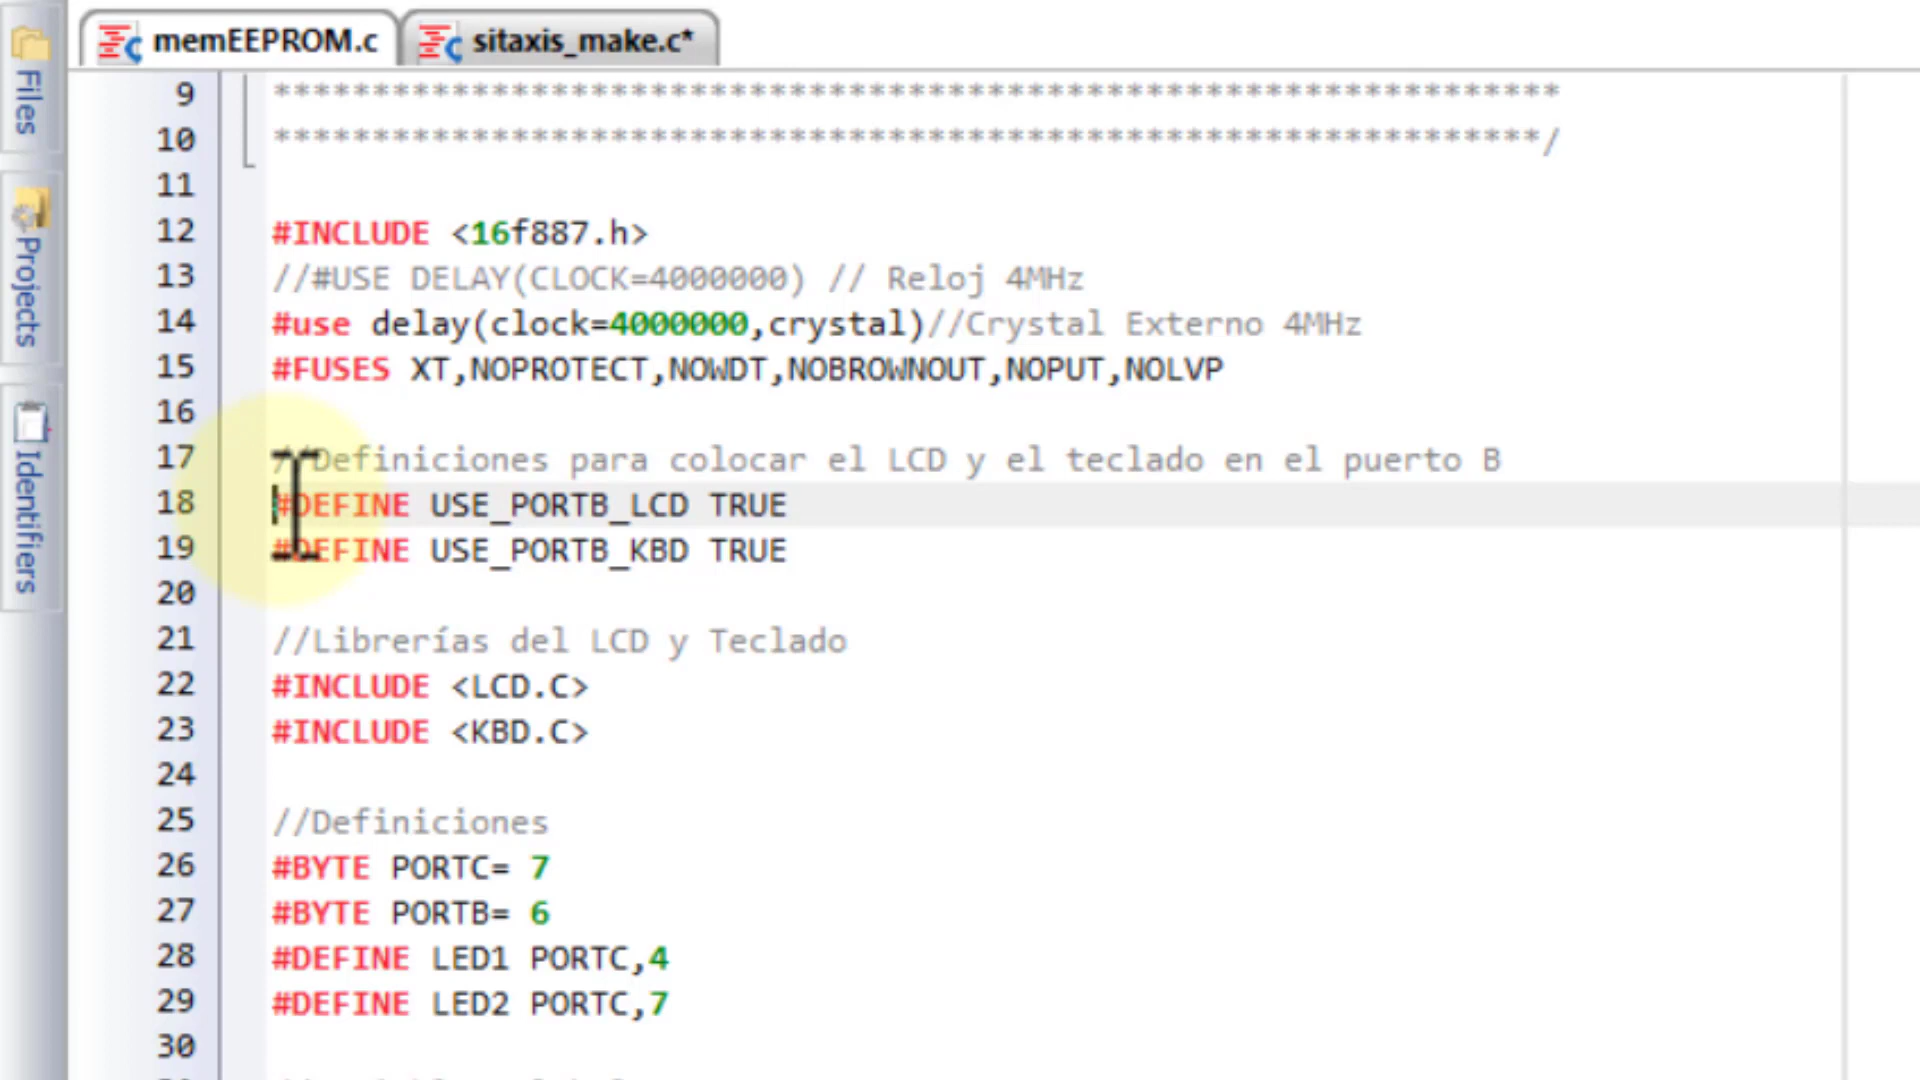 memEEPROM.c
sitaxis_make.c*
Files
Projects
Identifiers
9 *****************************************************************
10 ****************************************************************/
11
12 #INCLUDE <16f887.h>
13 //#USE DELAY(CLOCK=4000000) // Reloj 4MHz
14 #use delay(clock=4000000,crystal)//Crystal Externo 4MHz
15 #FUSES XT,NOPROTECT,NOWDT,NOBROWNOUT,NOPUT,NOLVP
16
17 //Definiciones para colocar el LCD y el teclado en el puerto B
18 #DEFINE USE_PORTB_LCD TRUE
19 #DEFINE USE_PORTB_KBD TRUE
20
21 //Librerías del LCD y Teclado
22 #INCLUDE <LCD.C>
23 #INCLUDE <KBD.C>
24
25 //Definiciones
26 #BYTE PORTC= 7
27 #BYTE PORTB= 6
28 #DEFINE LED1 PORTC,4
29 #DEFINE LED2 PORTC,7
30